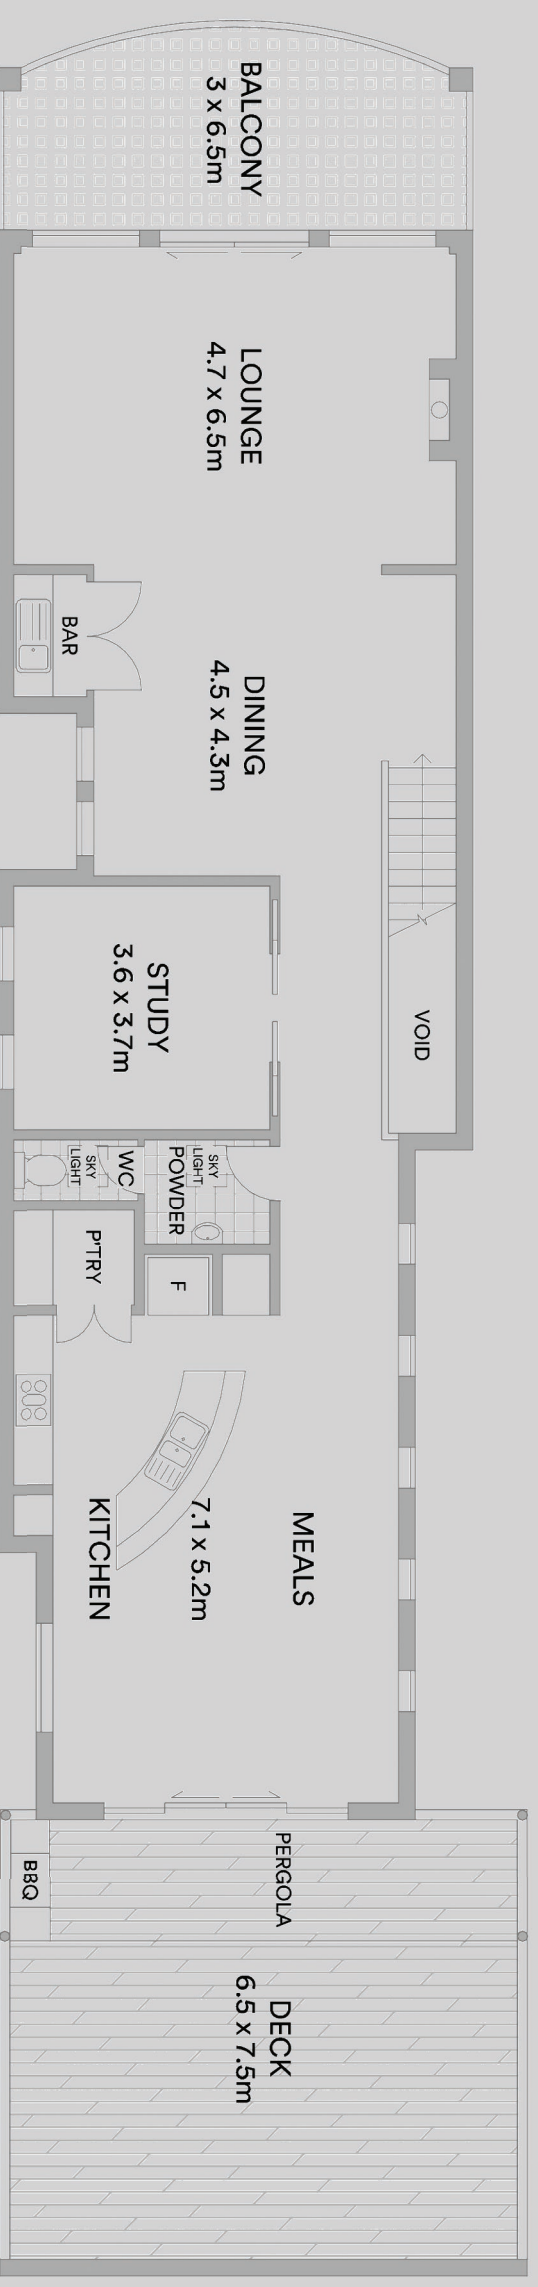 BALCONY
3 x 6.5m
LOUNGE
4.7 x 6.5m
BAR
DINING
4.5 x 4.3m
STUDY
3.6 x 3.7m
VOID
SKY
LIGHT
WC
SKY
LIGHT
POWDER
P'TRY
F
MEALS
7.1 x 5.2m
KITCHEN
PERGOLA
BBQ
DECK
6.5 x 7.5m